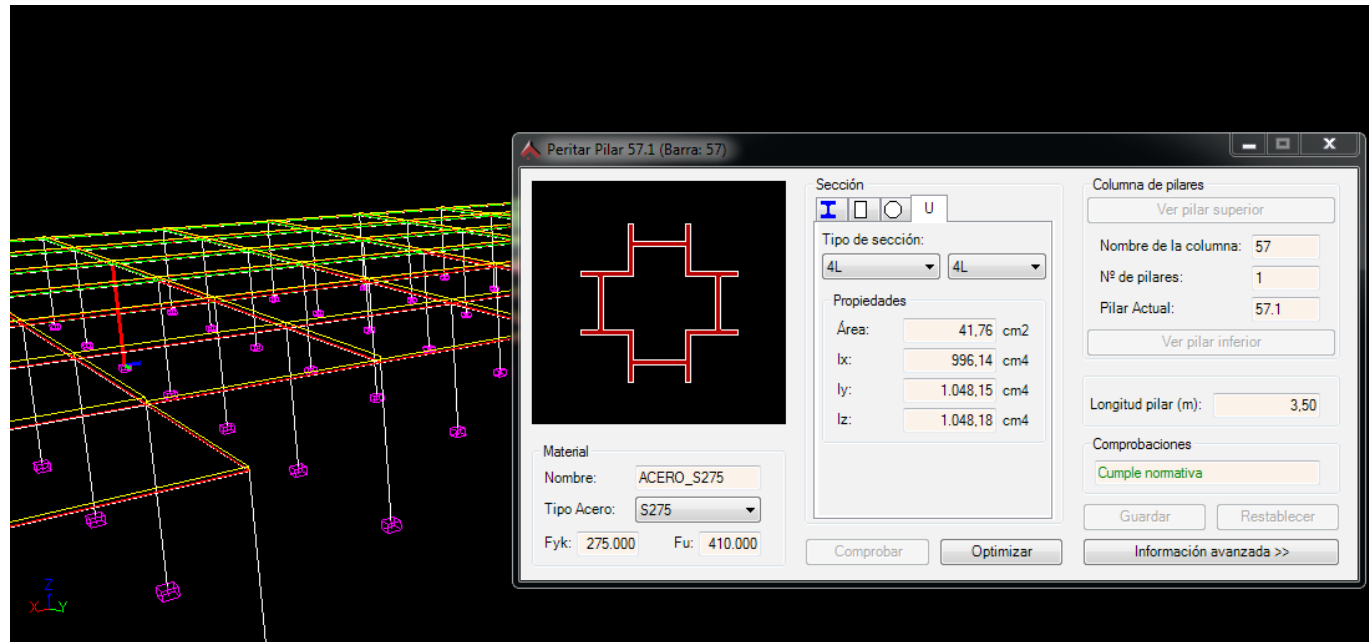 Peritar Pilar 57.1 (Barra: 57)
Sección
U
Tipo de sección:
4L 4L
Propiedades
Área: 41,76 cm2
Ix: 996,14 cm4
Iy: 1.048,15 cm4
Iz: 1.048,18 cm4
Columna de pilares
Ver pilar superior
Nombre de la columna: 57
Nº de pilares: 1
Pilar Actual: 57.1
Ver pilar inferior
Longitud pilar (m): 3,50
Comprobaciones
Cumple normativa
Guardar Restablecer
Información avanzada >>
Material
Nombre: ACERO_S275
Tipo Acero: S275
Fyk: 275.000 Fu: 410.000
Comprobar Optimizar
Z
X Y